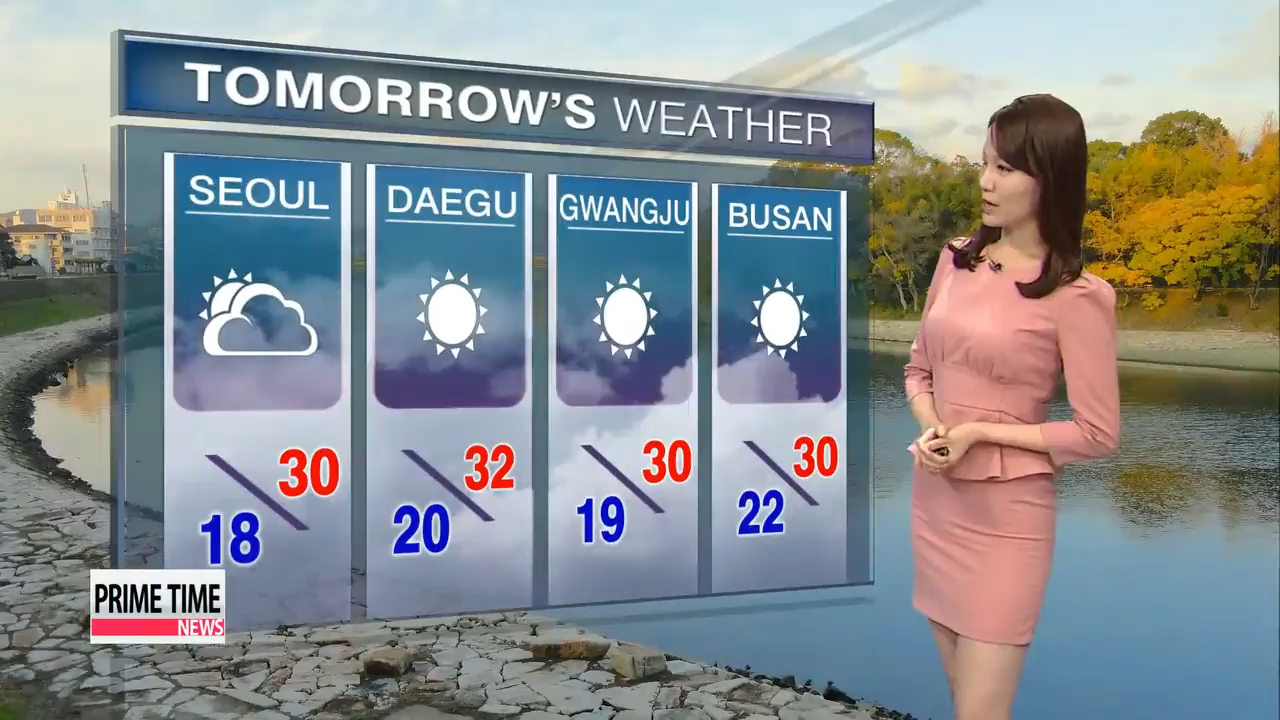 TOMORROW'S WEATHER
SEOUL
DAEGU
GWANGJU
BUSAN
30
32
30
30
18
20
19
22
PRIME TIME
NEWS